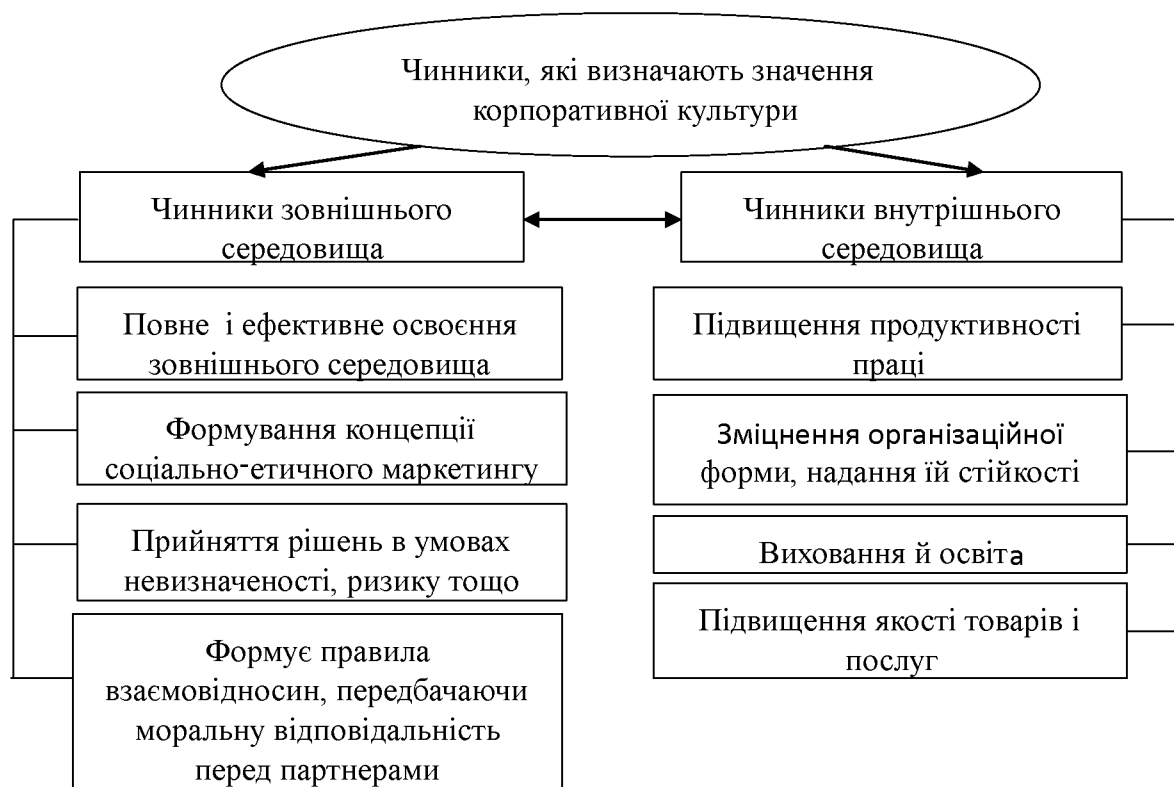 Чинники, які визначають значення
корпоративної культури
Чинники зовнішнього
середовища
Повне і ефективне освоєння
зовнішнього середовища
Формування концепції
соціально-етичного маркетингу
Прийняття рішень в умовах
невизначеності, ризику тощо
Формує правила
взаємовідносин, передбачаючи
моральну відповідальність
перед партнерами
Чинники внутрішнього
середовища
Підвищення продуктивності
праці
Зміцнення організаційної
форми, надання їй стійкості
Виховання й освіта
Підвищення якості товарів і
послуг